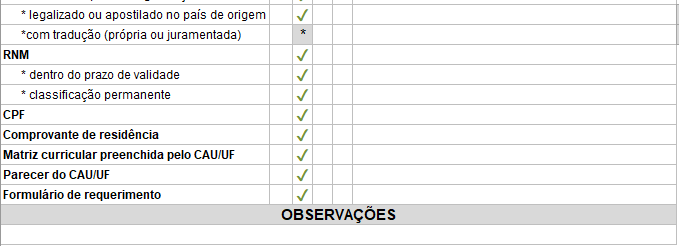 * legalizado ou apostilado no país de origem ✓
*com tradução (própria ou juramentada) *
RNM ✓
* dentro do prazo de validade ✓
* classificação permanente ✓
CPF ✓
Comprovante de residência ✓
Matriz curricular preenchida pelo CAU/UF ✓
Parecer do CAU/UF ✓
Formulário de requerimento ✓
OBSERVAÇÕES